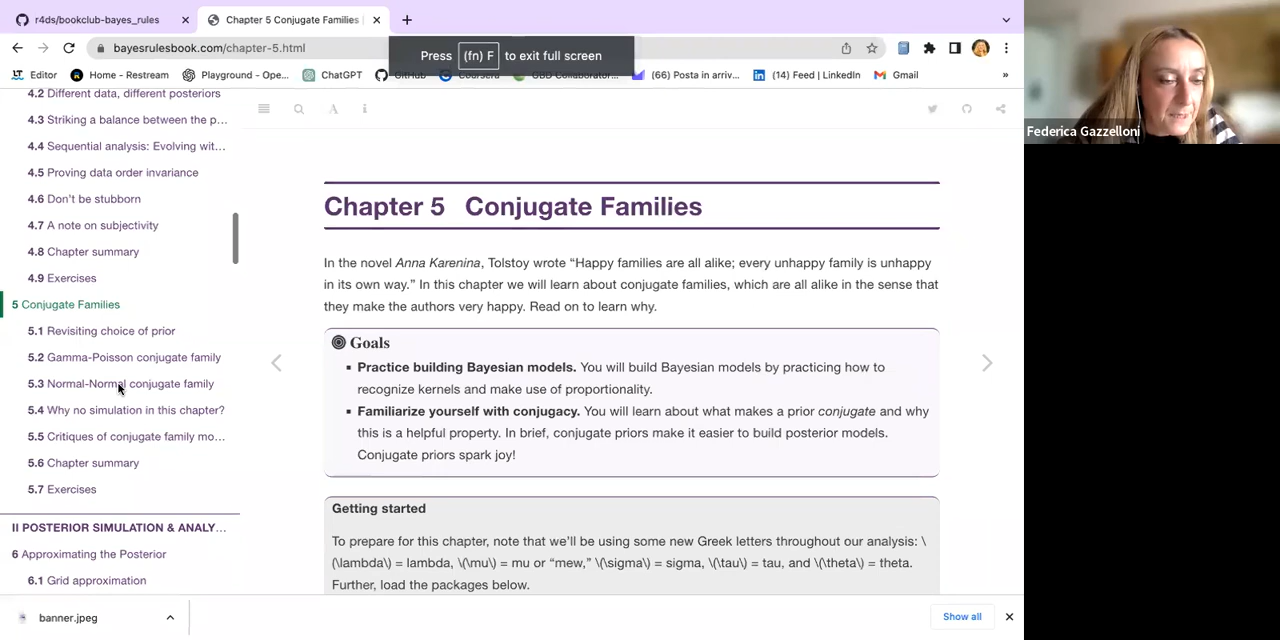 r4ds/bookclub-bayes_rules
Chapter 5 Conjugate Families
bayesrulesbook.com/chapter-5.html
Press (fn) F to exit full screen
Editor
Home - Restream
Playground - Ope...
ChatGPT
GitHub
Coursera
GBD Collaborator...
(66) Posta in arriv...
(14) Feed | LinkedIn
Gmail
»
Federica Gazzelloni
4.2 Different data, different posteriors
4.3 Striking a balance between the p...
4.4 Sequential analysis: Evolving wit...
4.5 Proving data order invariance
4.6 Don't be stubborn
4.7 A note on subjectivity
4.8 Chapter summary
4.9 Exercises
5 Conjugate Families
5.1 Revisiting choice of prior
5.2 Gamma-Poisson conjugate family
5.3 Normal-Normal conjugate family
5.4 Why no simulation in this chapter?
5.5 Critiques of conjugate family mo...
5.6 Chapter summary
5.7 Exercises
II POSTERIOR SIMULATION & ANALY...
6 Approximating the Posterior
6.1 Grid approximation
Chapter 5 Conjugate Families
In the novel Anna Karenina, Tolstoy wrote “Happy families are all alike; every unhappy family is unhappy
in its own way.” In this chapter we will learn about conjugate families, which are all alike in the sense that
they make the authors very happy. Read on to learn why.
Goals
Practice building Bayesian models. You will build Bayesian models by practicing how to
recognize kernels and make use of proportionality.
Familiarize yourself with conjugacy. You will learn about what makes a prior conjugate and why
this is a helpful property. In brief, conjugate priors make it easier to build posterior models.
Conjugate priors spark joy!
Getting started
To prepare for this chapter, note that we’ll be using some new Greek letters throughout our analysis: \
(\lambda\) = lambda, \(\mu\) = mu or “mew,” \(\sigma\) = sigma, \(\tau\) = tau, and \(\theta\) = theta.
Further, load the packages below.
banner.jpeg
Show all